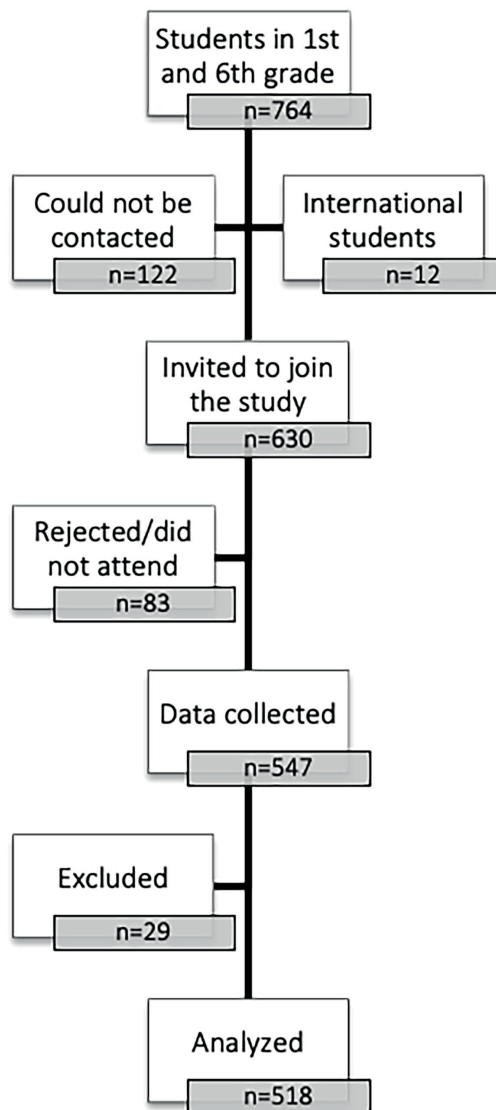 Students in 1st
and 6th grade
n=764
Could not be
contacted
n=122
International
students
n=12
Invited to join
the study
n=630
Rejected/did
not attend
n=83
Data collected
n=547
Excluded
n=29
Analyzed
n=518